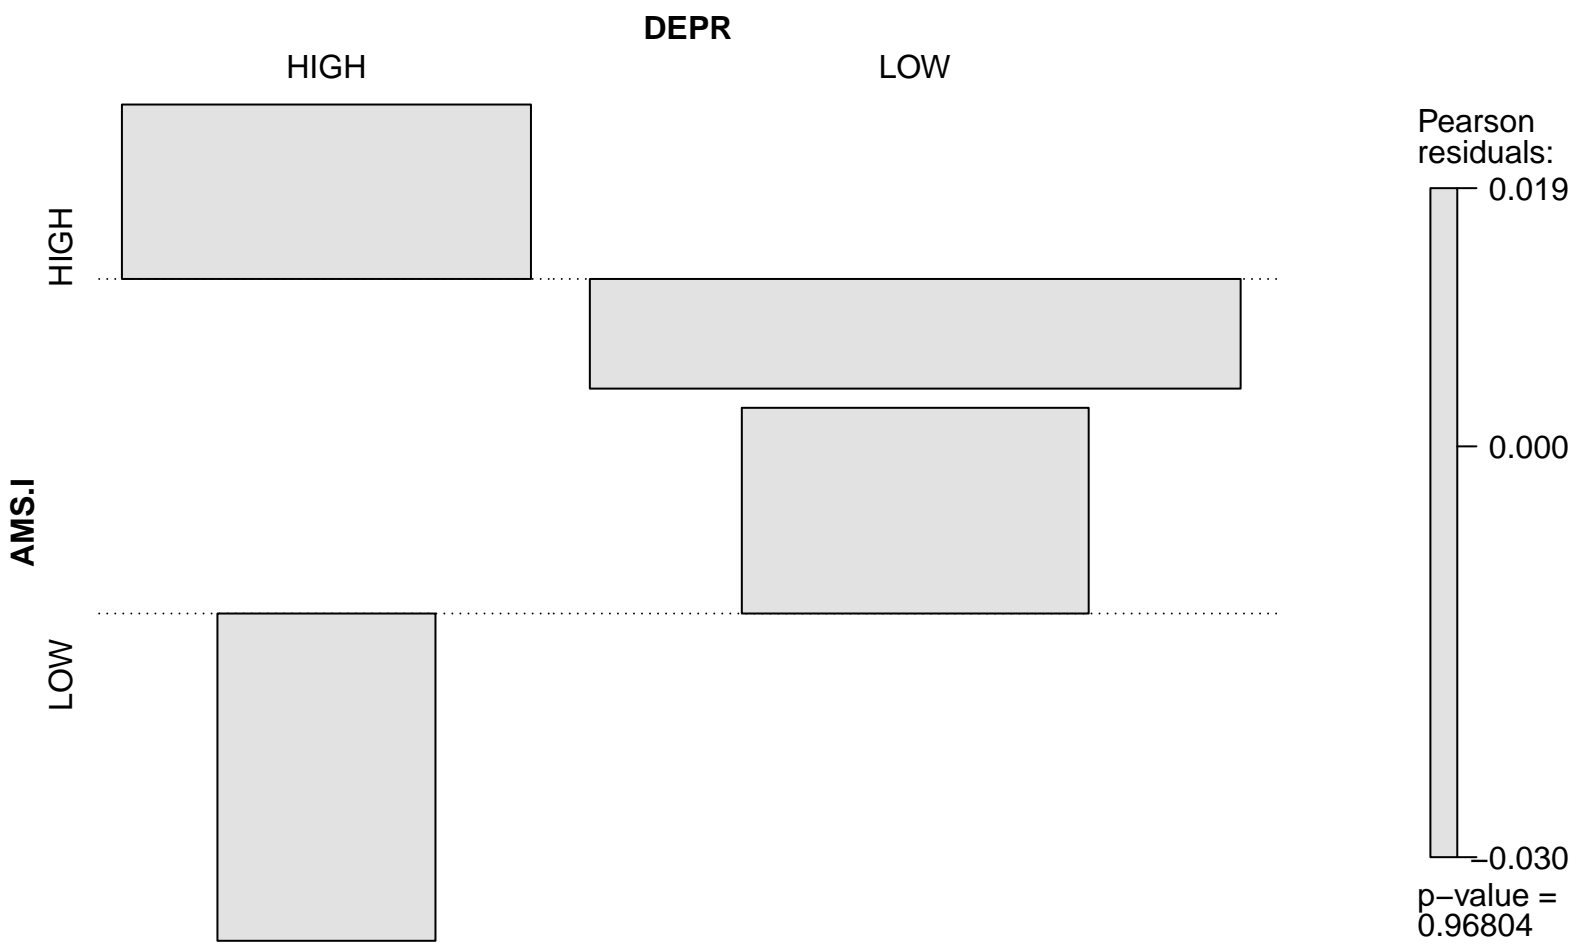 DEPR
HIGH
LOW
AMS.I
HIGH
LOW
Pearson
residuals:
0.019
0.000
−0.030
p−value =
0.96804